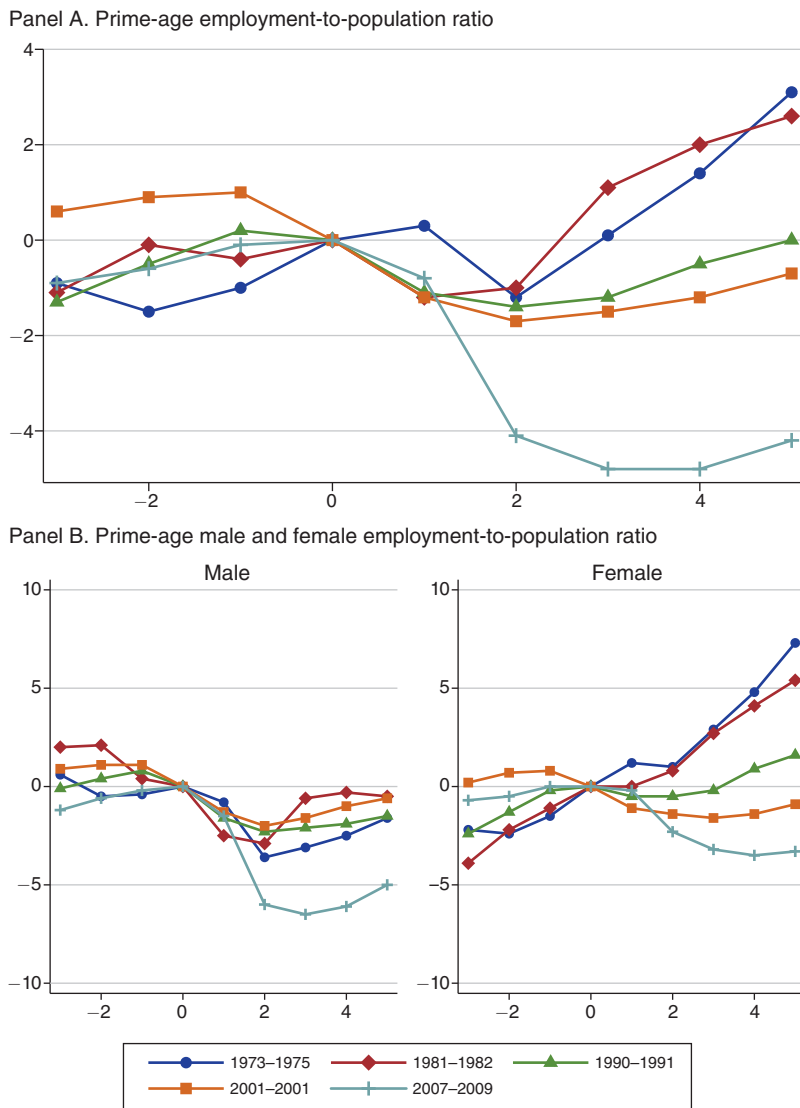 Panel A. Prime-age employment-to-population ratio
4
2
0
−2
−4
−2 0 2 4
Panel B. Prime-age male and female employment-to-population ratio
Male Female
10 10
5 5
0 0
−5 −5
−10 −10
−2 0 2 4 −2 0 2 4
1973–1975 1981–1982 1990–1991
2001–2001 2007–2009